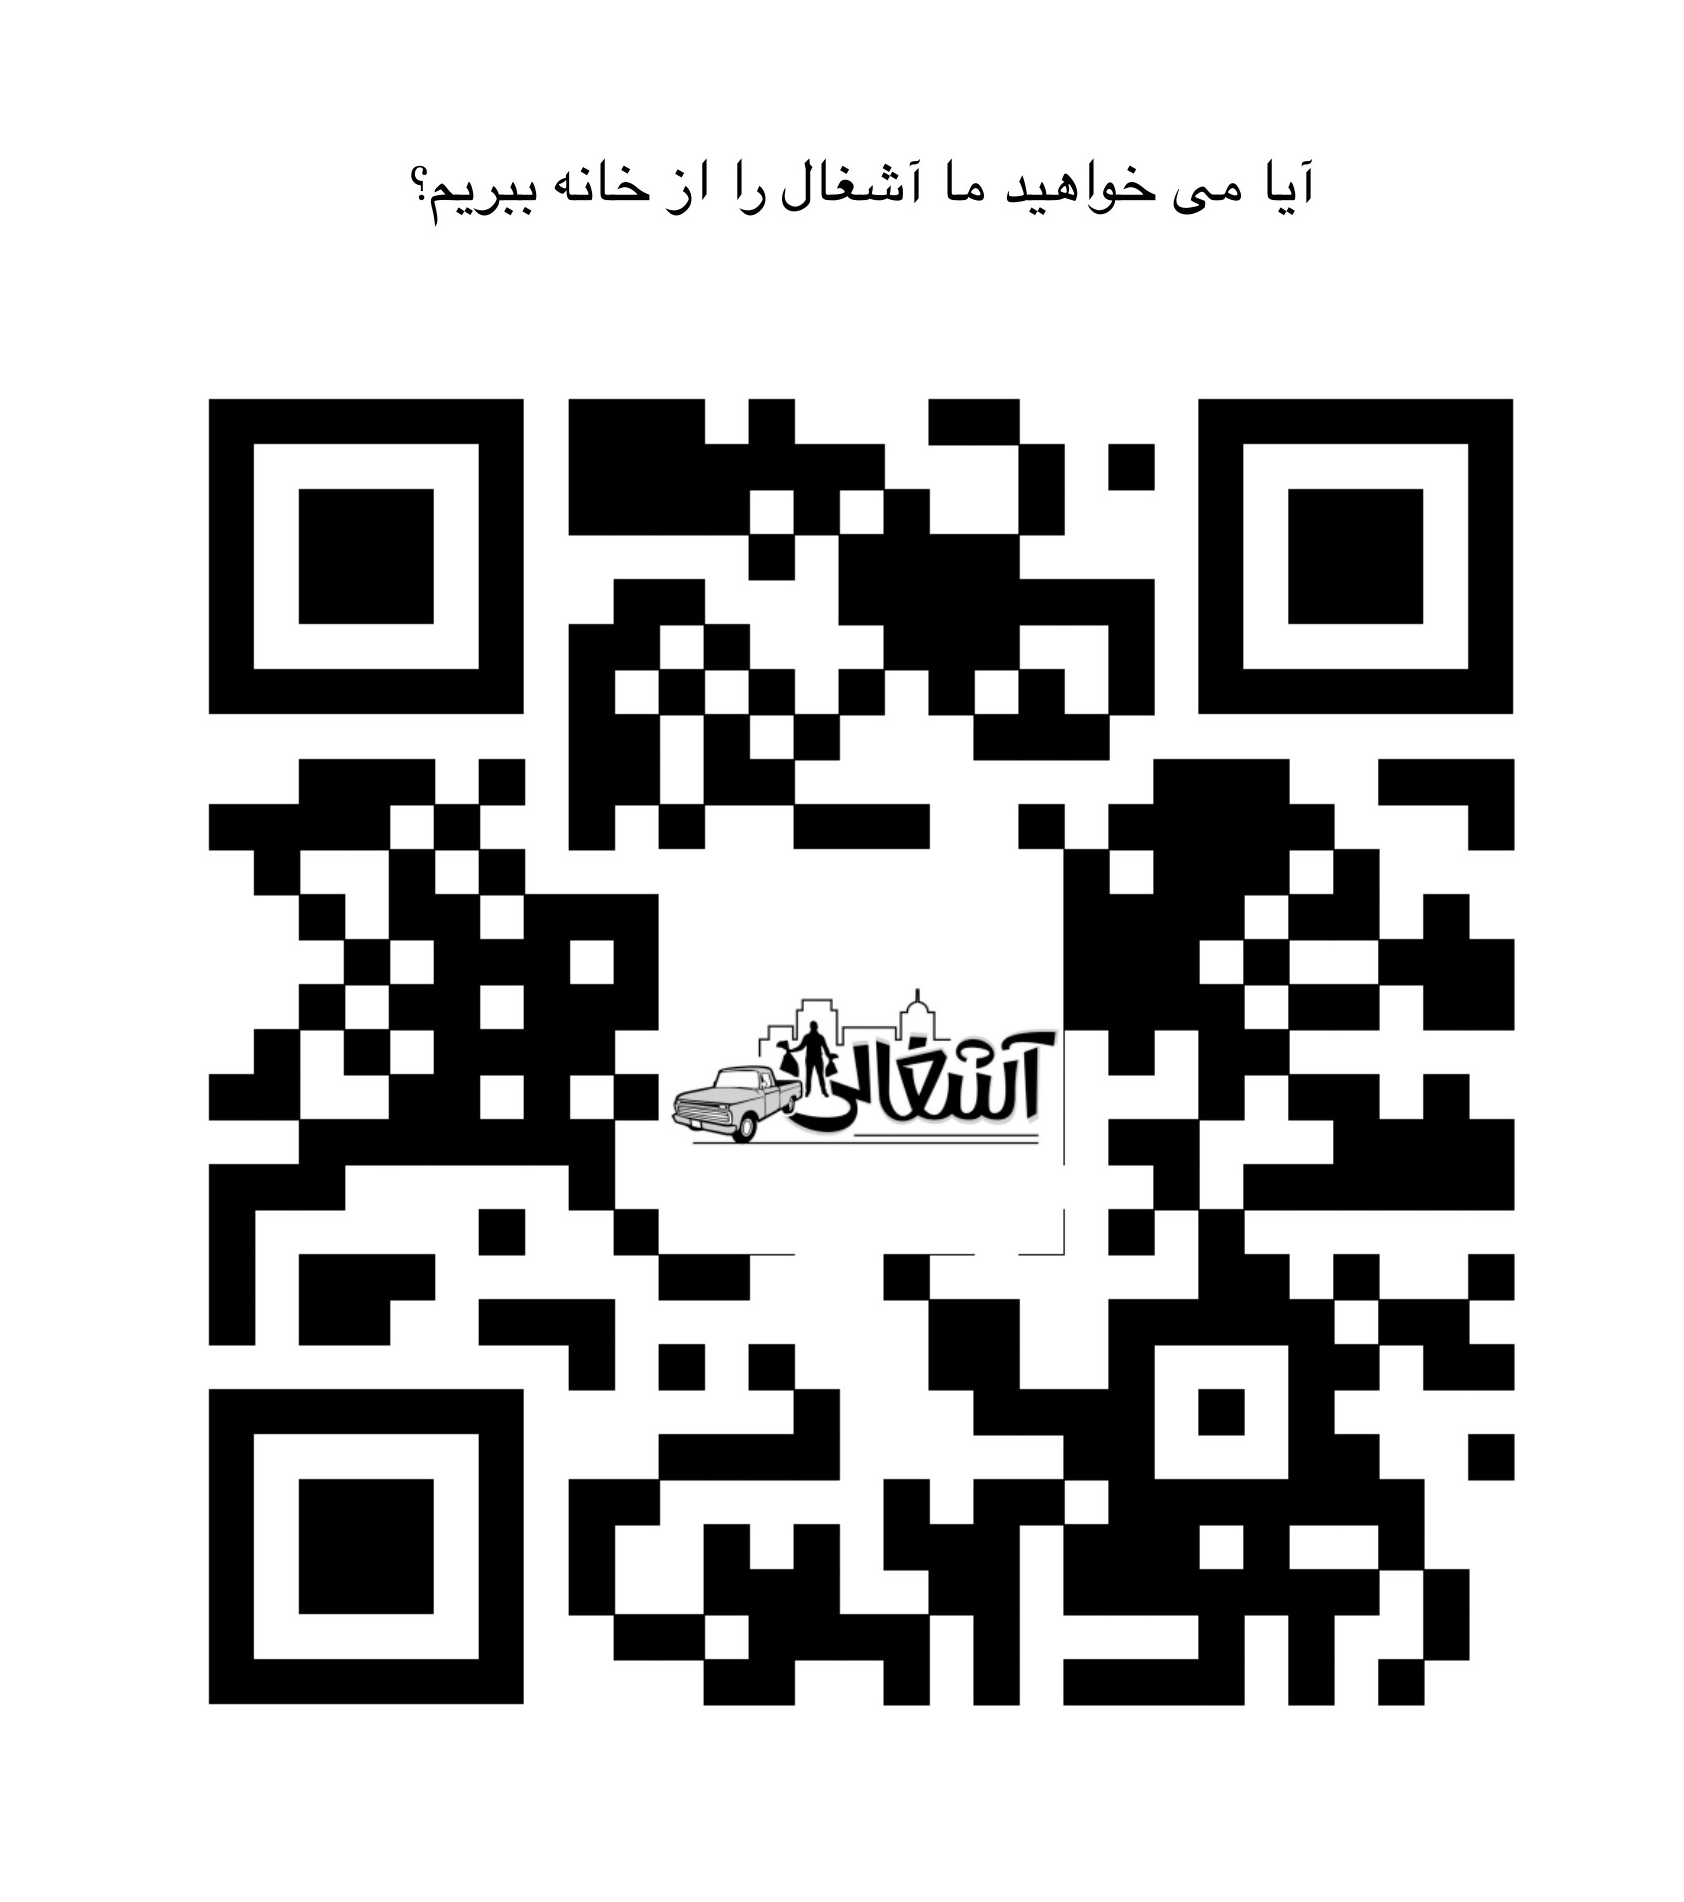 آیا می خواهید ما آشغال را از خانه ببریم؟
آشغالی